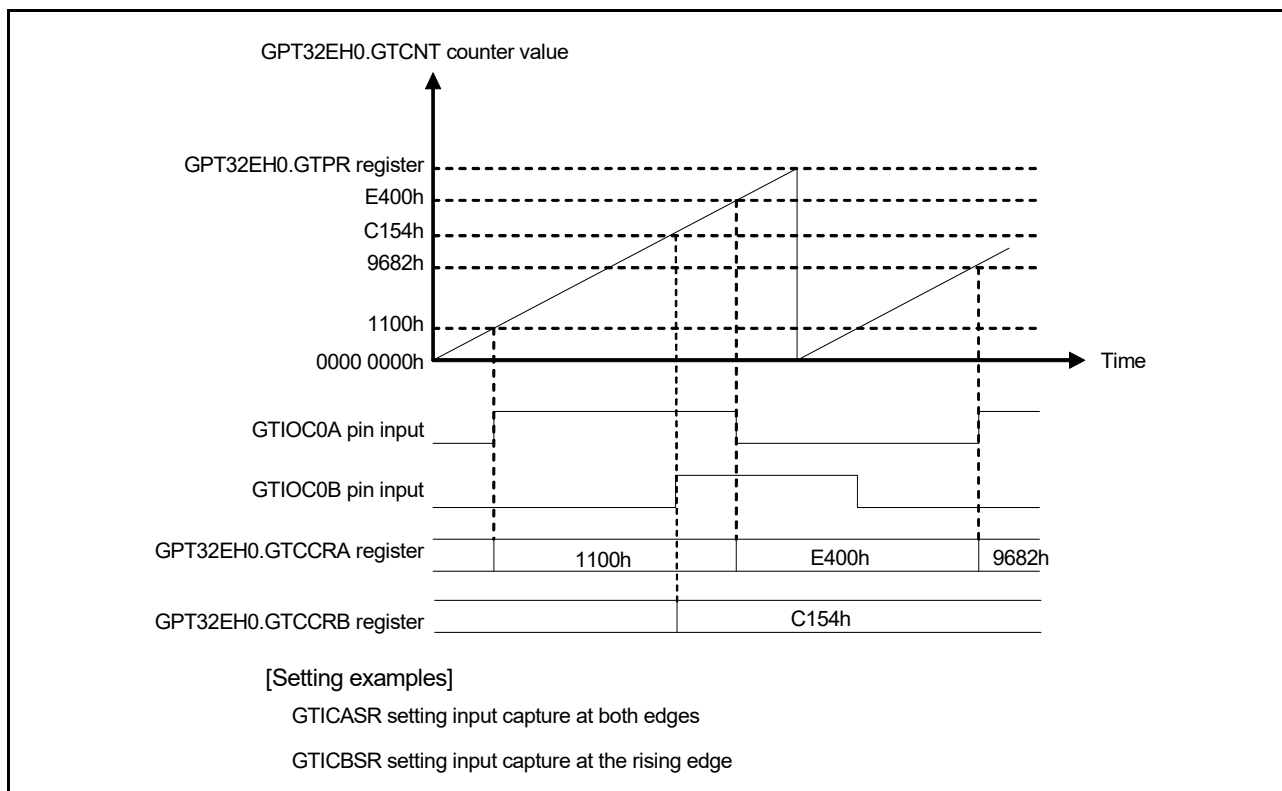 GPT32EH0.GTCNT counter value
GPT32EH0.GTPR register
E400h
C154h
9682h
1100h
0000 0000h
Time
GTIOC0A pin input
GTIOC0B pin input
GPT32EH0.GTCCRA register
1100h
E400h
9682h
GPT32EH0.GTCCRB register
C154h
[Setting examples]
GTICASR setting input capture at both edges
GTICBSR setting input capture at the rising edge